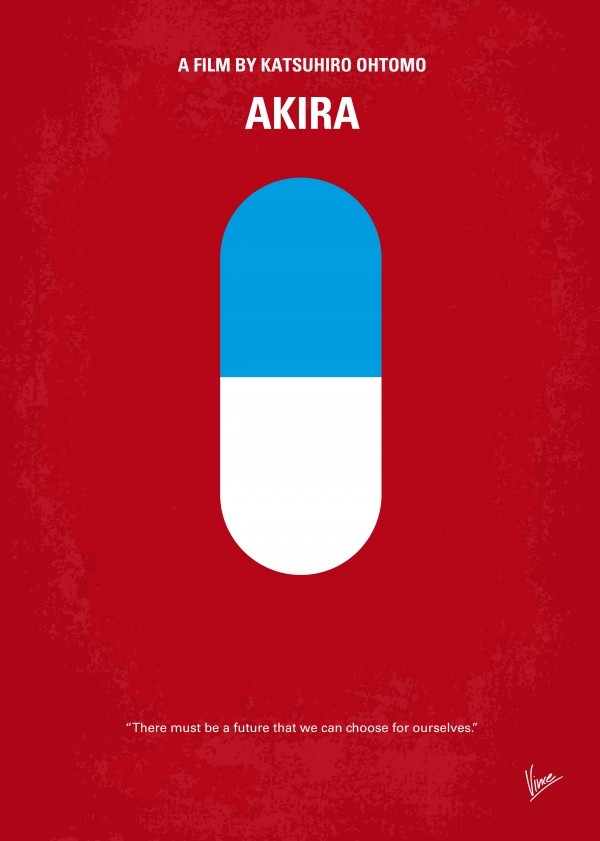 A FILM BY KATSUHIRO OHTOMO
AKIRA
“There must be a future that we can choose for ourselves.”
Vince